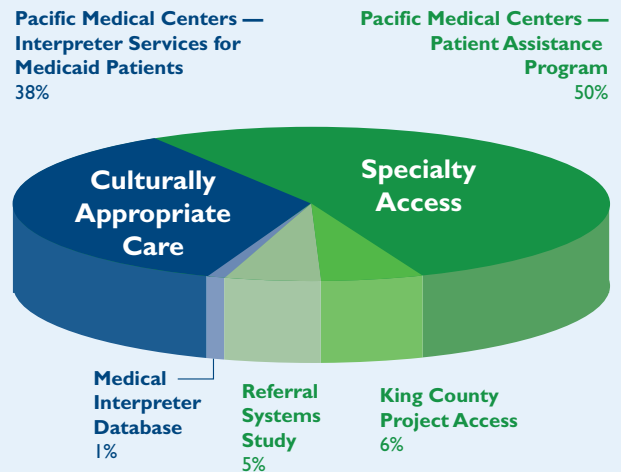 Pacific Medical Centers —
Interpreter Services for
Medicaid Patients
38%
Pacific Medical Centers —
Patient Assistance
Program
50%
Culturally
Appropriate
Care
Specialty
Access
Medical
Interpreter
Database
1%
Referral
Systems
Study
5%
King County
Project Access
6%